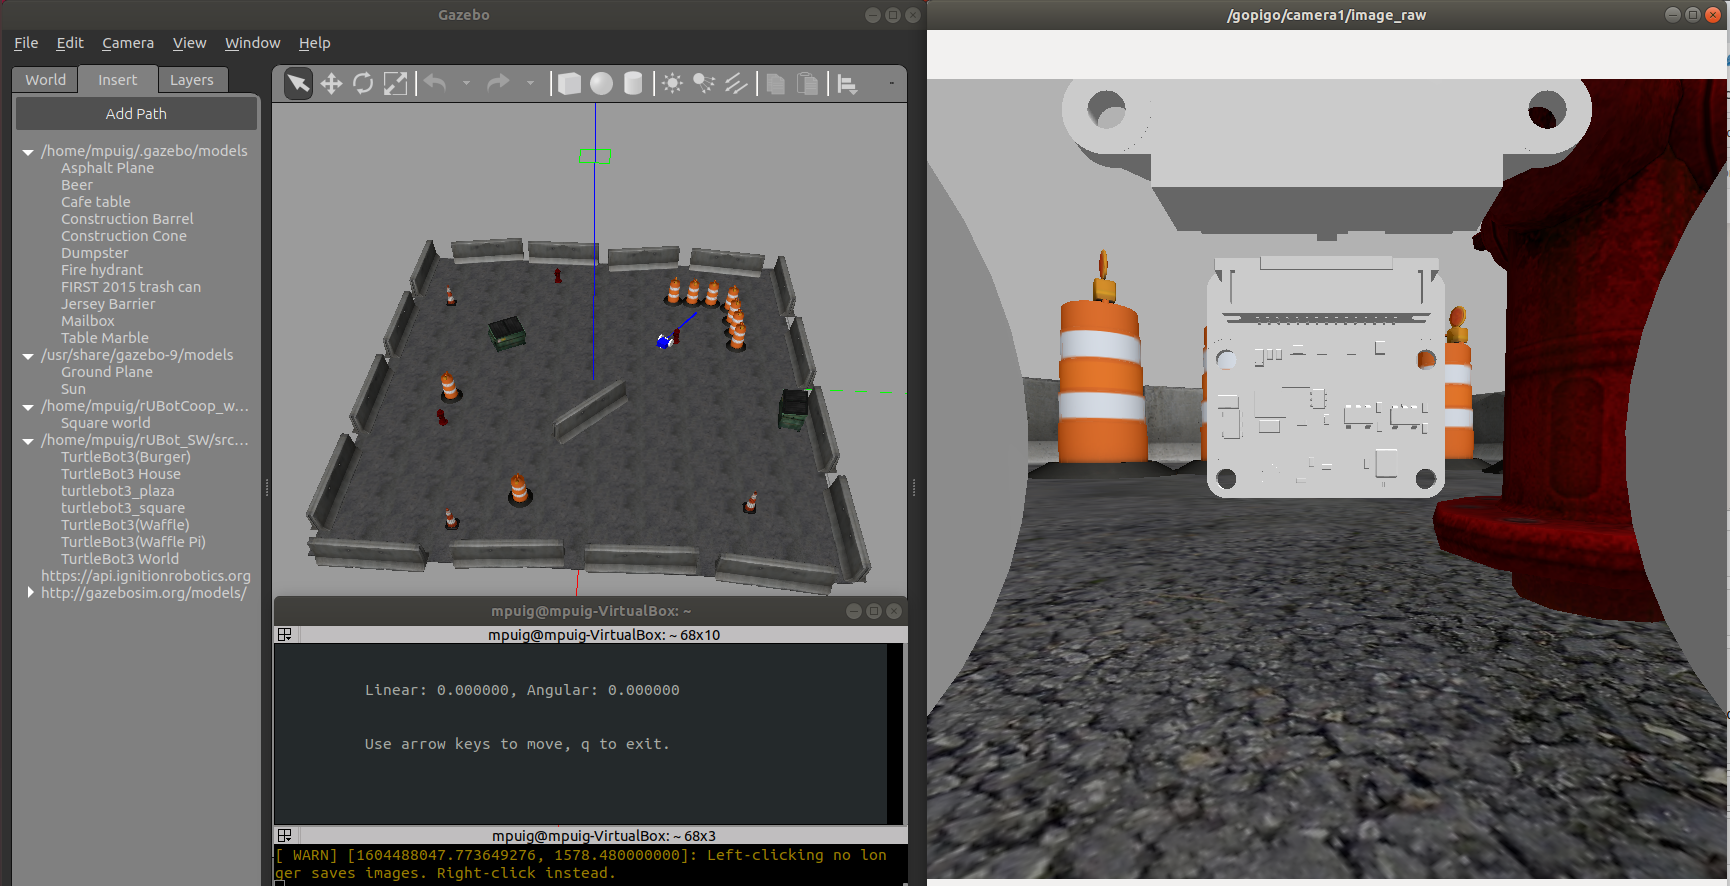 Gazebo
File Edit Camera View Window Help
World Insert Layers
Add Path
/home/mpuig/.gazebo/models
Asphalt Plane
Beer
Cafe table
Construction Barrel
Construction Cone
Dumpster
Fire hydrant
FIRST 2015 trash can
Jersey Barrier
Mailbox
Table Marble
/usr/share/gazebo-9/models
Ground Plane
Sun
/home/mpuig/rUBotCoop_w...
Square world
/home/mpuig/rUBot_SW/src...
TurtleBot3(Burger)
TurtleBot3 House
turtlebot3_plaza
turtlebot3_square
TurtleBot3(Waffle)
TurtleBot3(Waffle Pi)
TurtleBot3 World
https://api.ignitionrobotics.org
http://gazebosim.org/models/
mpuig@mpuig-VirtualBox: ~
mpuig@mpuig-VirtualBox: ~ 68x10
Linear: 0.000000, Angular: 0.000000
Use arrow keys to move, q to exit.
mpuig@mpuig-VirtualBox: ~ 68x3
[ WARN] [1604488047.773649276, 1578.480000000]: Left-clicking no lon
ger saves images. Right-click instead.
/gopigo/camera1/image_raw